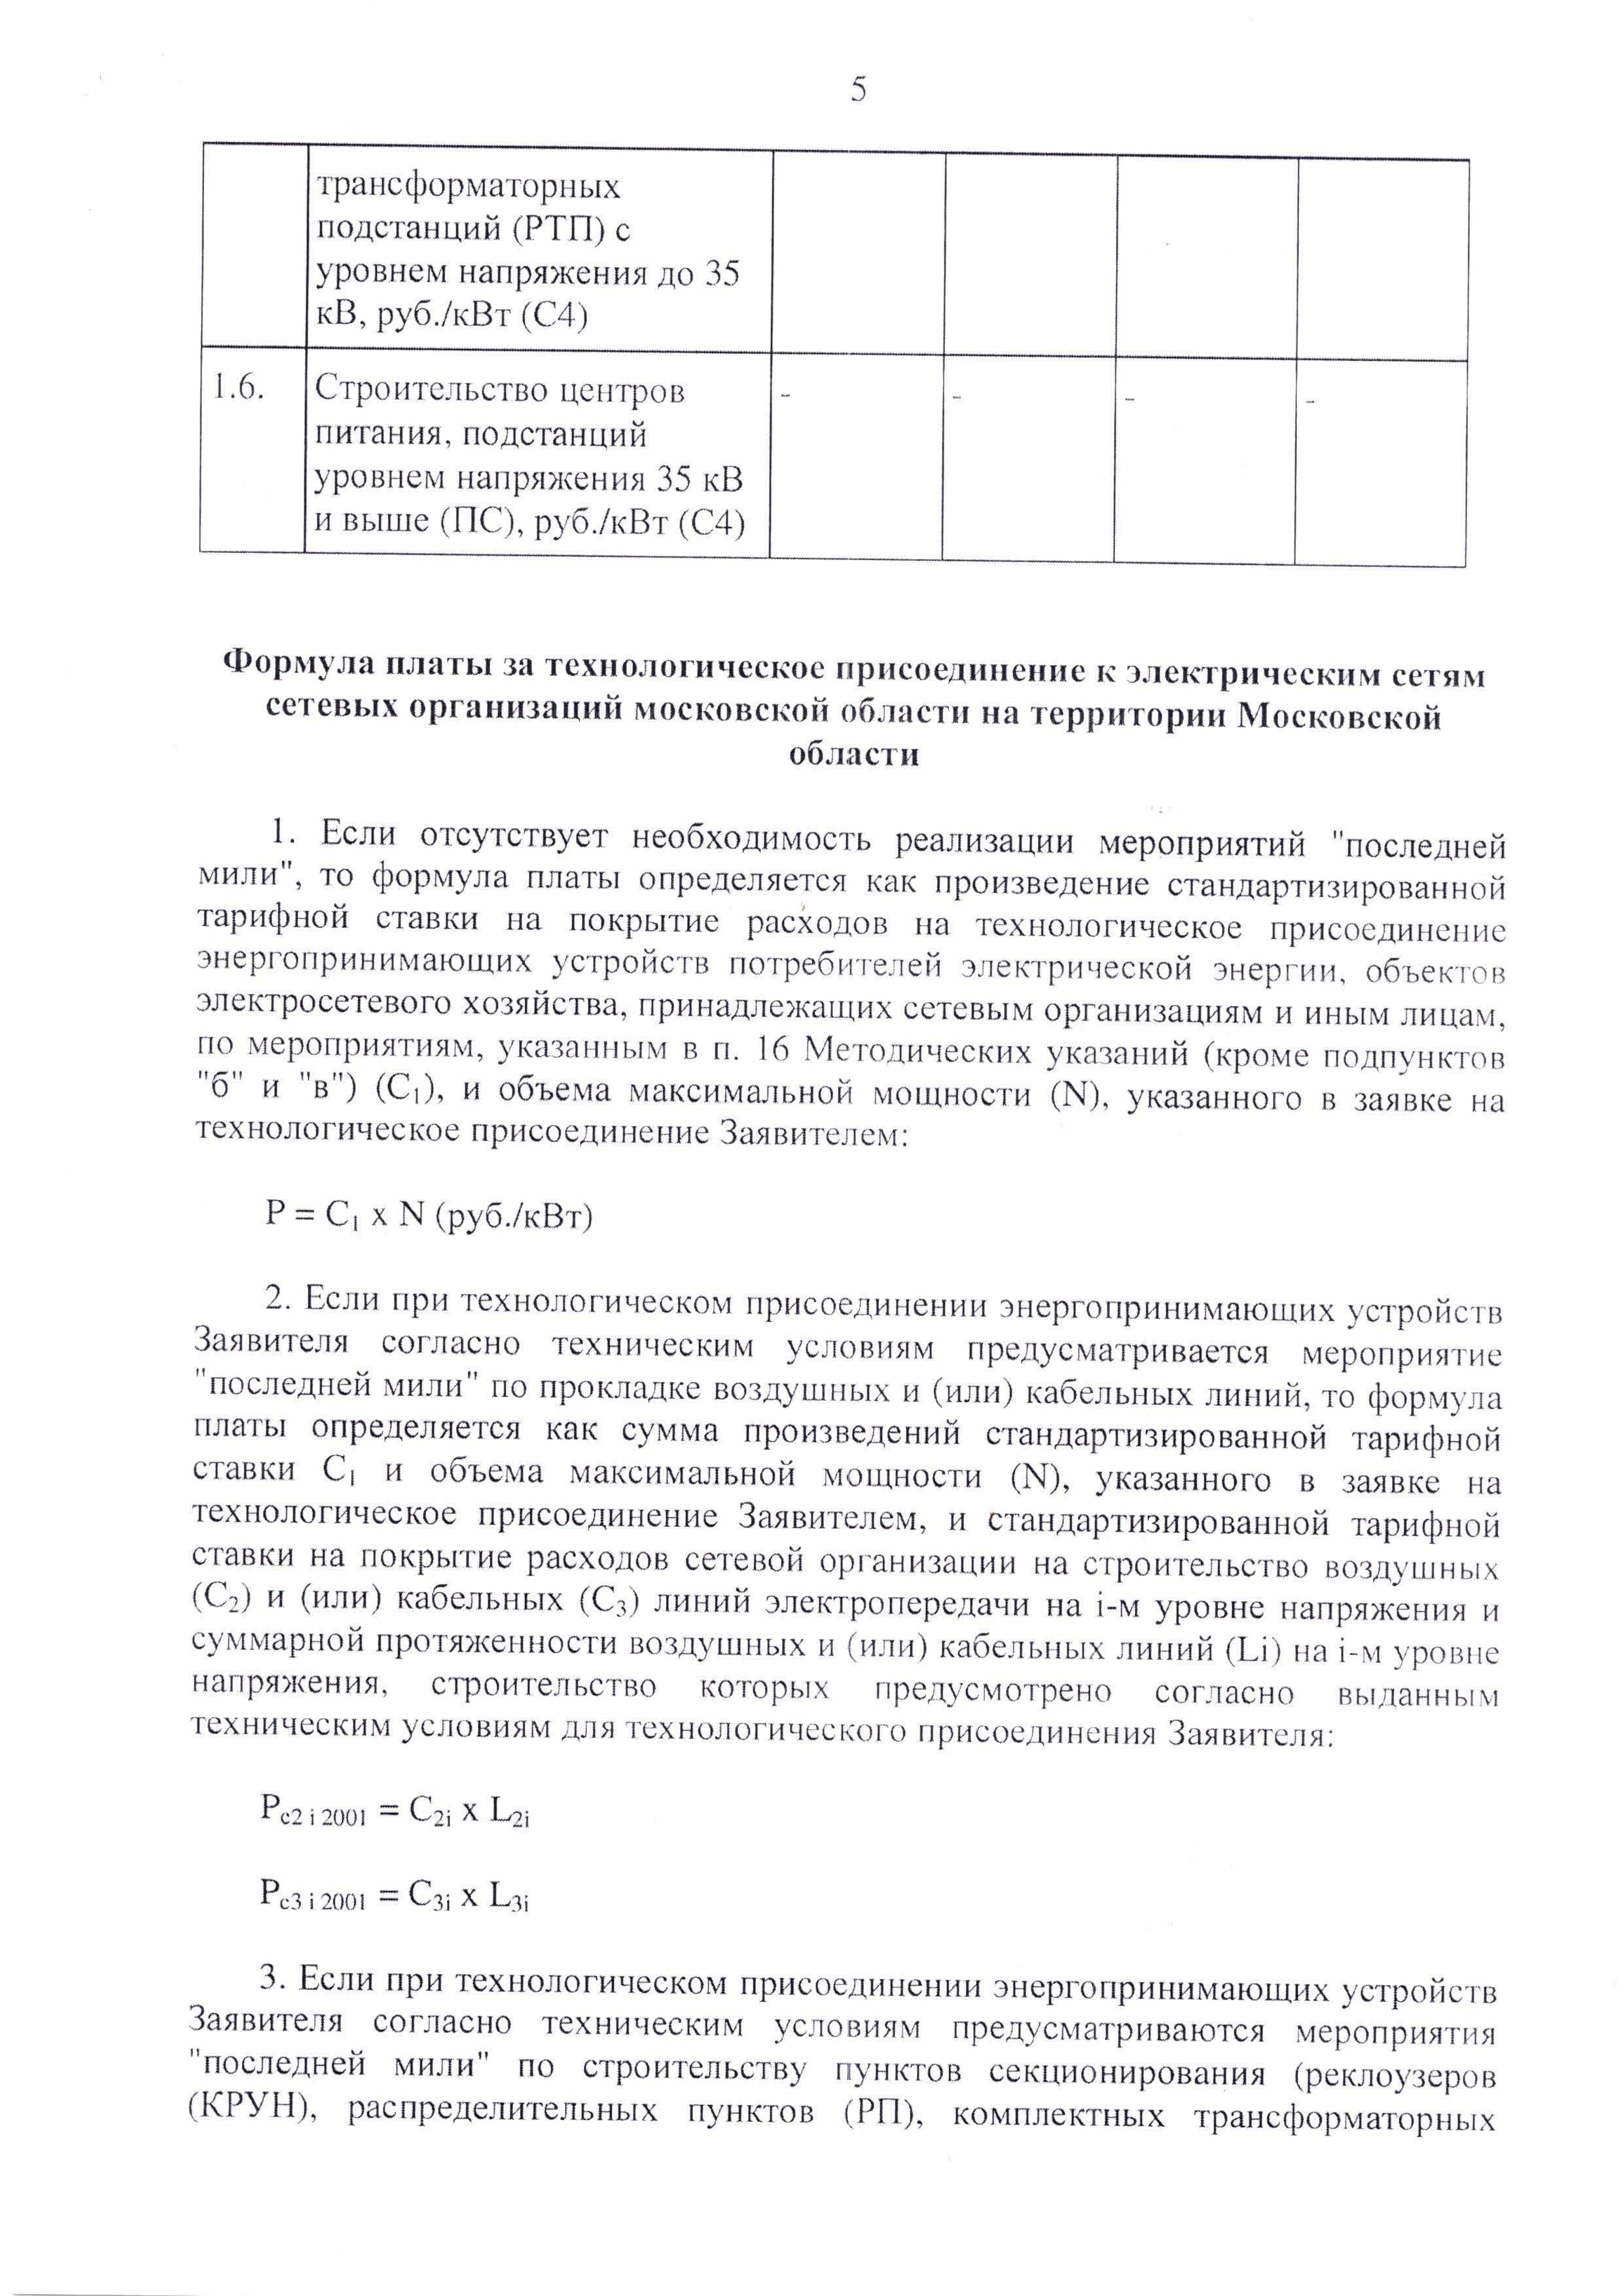 5
трансформаторных
подстанций (РТП) с
уровнем напряжения до 35
кВ, руб./кВт (С4)
1.6.
Строительство центров
питания, подстанций
уровнем напряжения 35 кВ
и выше (ПС), руб./кВт (С4)
- - - -
Формула платы за технологическое присоединение к электрическим сетям
сетевых организаций московской области на территории Московской
области
1. Если отсутствует необходимость реализации мероприятий "последней
мили", то формула платы определяется как произведение стандартизированной
тарифной ставки на покрытие расходов на технологическое присоединение
энергопринимающих устройств потребителей электрической энергии, объектов
электросетевого хозяйства, принадлежащих сетевым организациям и иным лицам,
по мероприятиям, указанным в п. 16 Методических указаний (кроме подпунктов
"б" и "в") (С₁), и объема максимальной мощности (N), указанного в заявке на
технологическое присоединение Заявителем:
P = C₁ x N (руб./кВт)
2. Если при технологическом присоединении энергопринимающих устройств
Заявителя согласно техническим условиям предусматривается мероприятие
"последней мили" по прокладке воздушных и (или) кабельных линий, то формула
платы определяется как сумма произведений стандартизированной тарифной
ставки С₁ и объема максимальной мощности (N), указанного в заявке на
технологическое присоединение Заявителем, и стандартизированной тарифной
ставки на покрытие расходов сетевой организации на строительство воздушных
(С₂) и (или) кабельных (С₃) линий электропередачи на i-м уровне напряжения и
суммарной протяженности воздушных и (или) кабельных линий (Li) на i-м уровне
напряжения, строительство которых предусмотрено согласно выданным
техническим условиям для технологического присоединения Заявителя:
Pc2 i 2001 = C2i x L2i
Pc3 i 2001 = C3i x L3i
3. Если при технологическом присоединении энергопринимающих устройств
Заявителя согласно техническим условиям предусматриваются мероприятия
"последней мили" по строительству пунктов секционирования (реклоузеров
(КРУН), распределительных пунктов (РП), комплектных трансформаторных